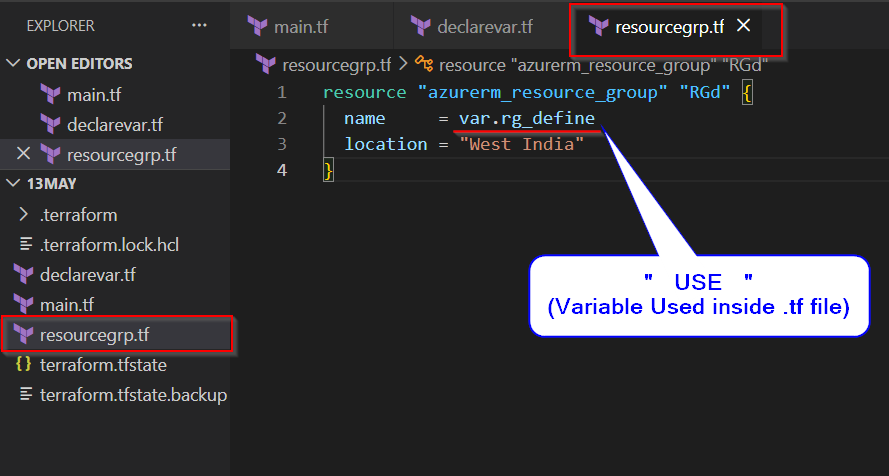 EXPLORER ...
OPEN EDITORS
main.tf
declarevar.tf
resourcegrp.tf
13MAY
.terraform
.terraform.lock.hcl
declarevar.tf
main.tf
resourcegrp.tf
{} terraform.tfstate
terraform.tfstate.backup
main.tf declarevar.tf resourcegrp.tf
resourcegrp.tf > resource "azurerm_resource_group" "RGd"
1 resource "azurerm_resource_group" "RGd" {
2 name = var.rg_define
3 location = "West India"
4 }
" USE "
(Variable Used inside .tf file)